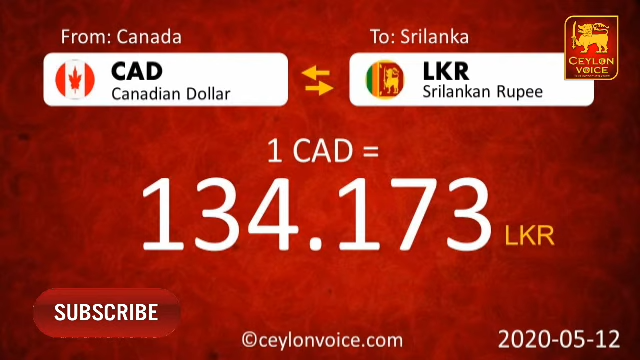 From: Canada
To: Srilanka
CAD
Canadian Dollar
LKR
Srilankan Rupee
CEYLON
VOICE
1 CAD =
134.173 LKR
SUBSCRIBE
©ceylonvoice.com
2020-05-12